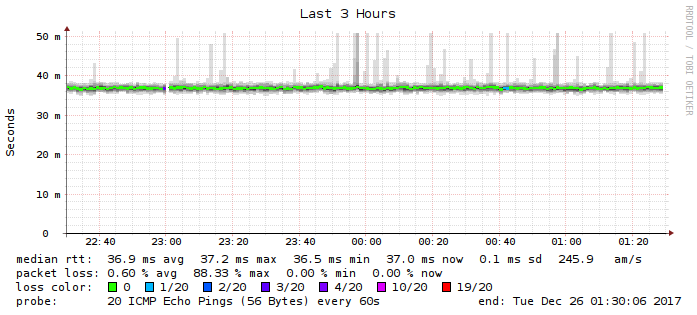 Last 3 Hours
RRDTOOL / TOBI OETIKER
Seconds
50 m
40 m
30 m
20 m
10 m
0
22:40 23:00 23:20 23:40 00:00 00:20 00:40 01:00 01:20
median rtt: 36.9 ms avg 37.2 ms max 36.5 ms min 37.0 ms now 0.1 ms sd 245.9 am/s
packet loss: 0.60 % avg 88.33 % max 0.00 % min 0.00 % now
loss color: 0 1/20 2/20 3/20 4/20 10/20 19/20
probe: 20 ICMP Echo Pings (56 Bytes) every 60s end: Tue Dec 26 01:30:06 2017